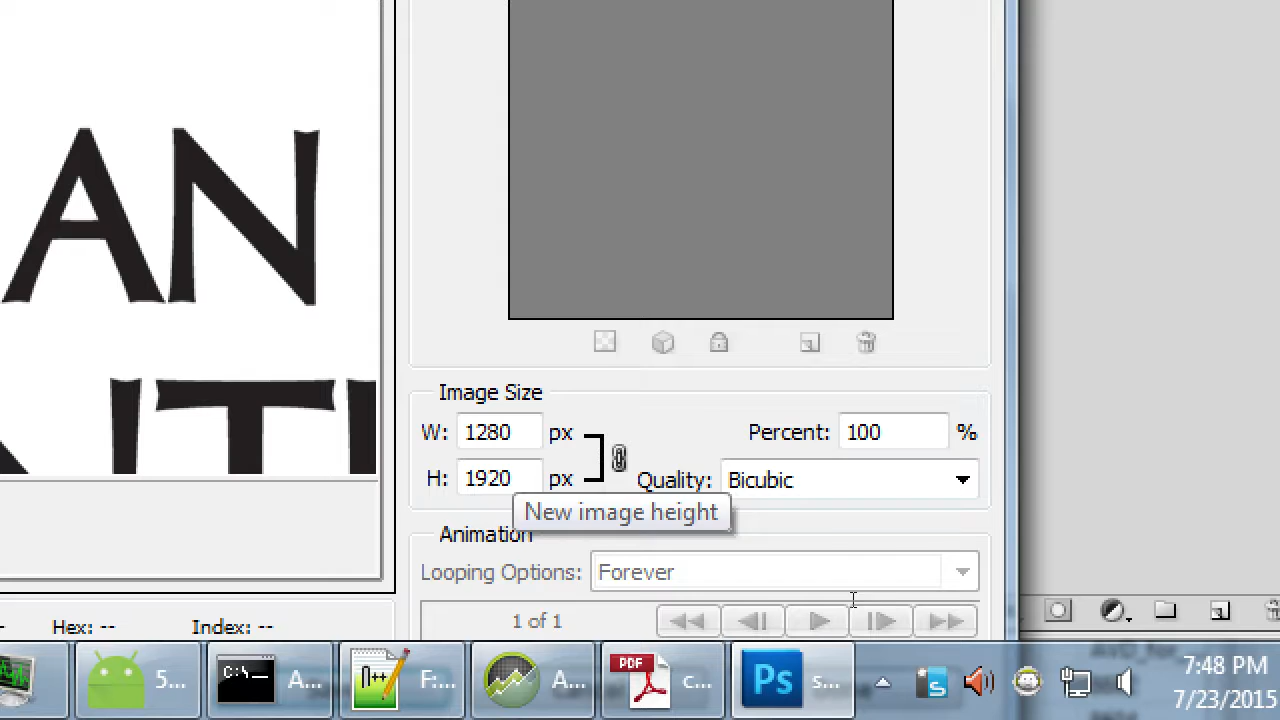 AN
NTI
Image Size
W: 1280 px
H: 1920 px
Percent: 100 %
Quality: Bicubic
New image height
Animation
Looping Options: Forever
1 of 1
Hex: --
Index: --
5...
C:\-
A...
N++
F:...
A...
PDF
c...
Ps
s...
S
7:48 PM
7/23/2015